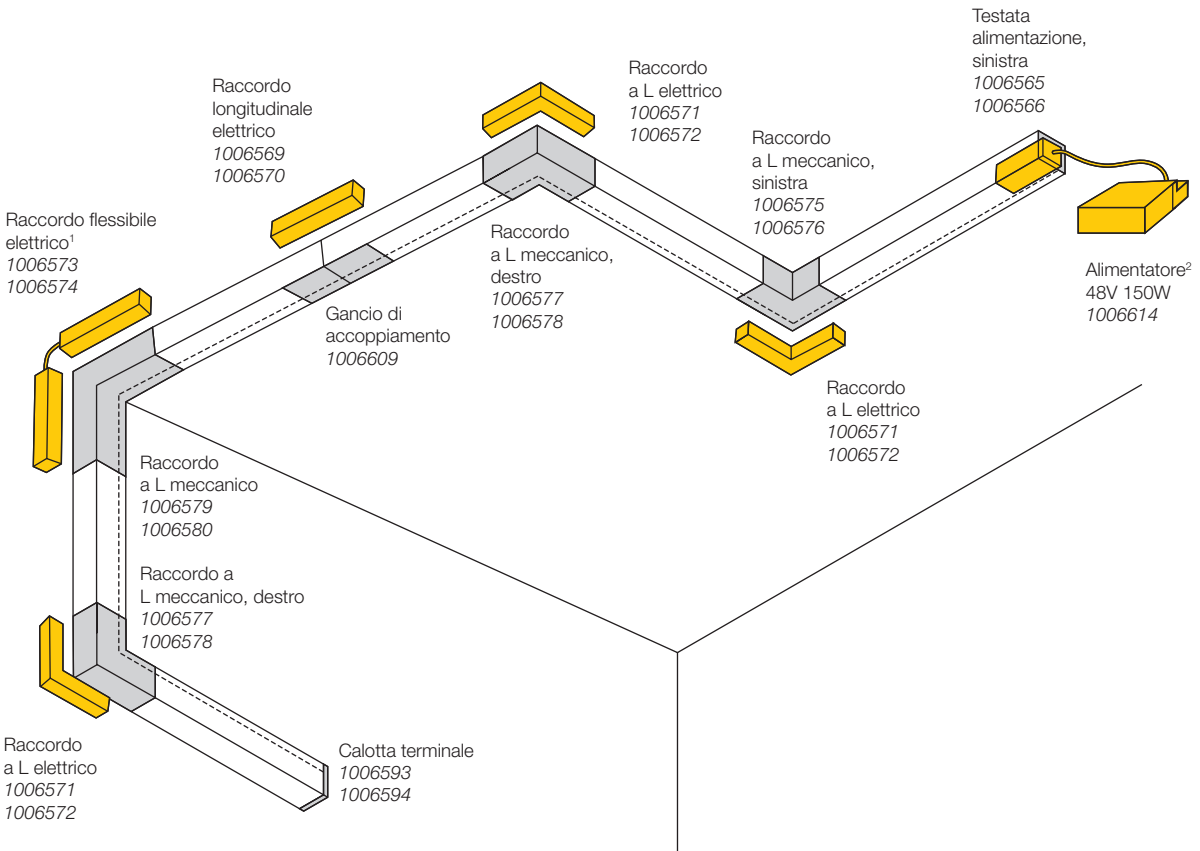 Testata
alimentazione,
sinistra
1006565
1006566
Raccordo
a L elettrico
1006571
1006572
Raccordo
longitudinale
elettrico
1006569
1006570
Raccordo
a L meccanico,
sinistra
1006575
1006576
Raccordo flessibile
elettrico¹
1006573
1006574
Raccordo
a L meccanico,
destro
1006577
1006578
Alimentatore²
48V 150W
1006614
Gancio di
accoppiamento
1006609
Raccordo
a L elettrico
1006571
1006572
Raccordo
a L meccanico
1006579
1006580
Raccordo a
L meccanico, destro
1006577
1006578
Raccordo
a L elettrico
1006571
1006572
Calotta terminale
1006593
1006594